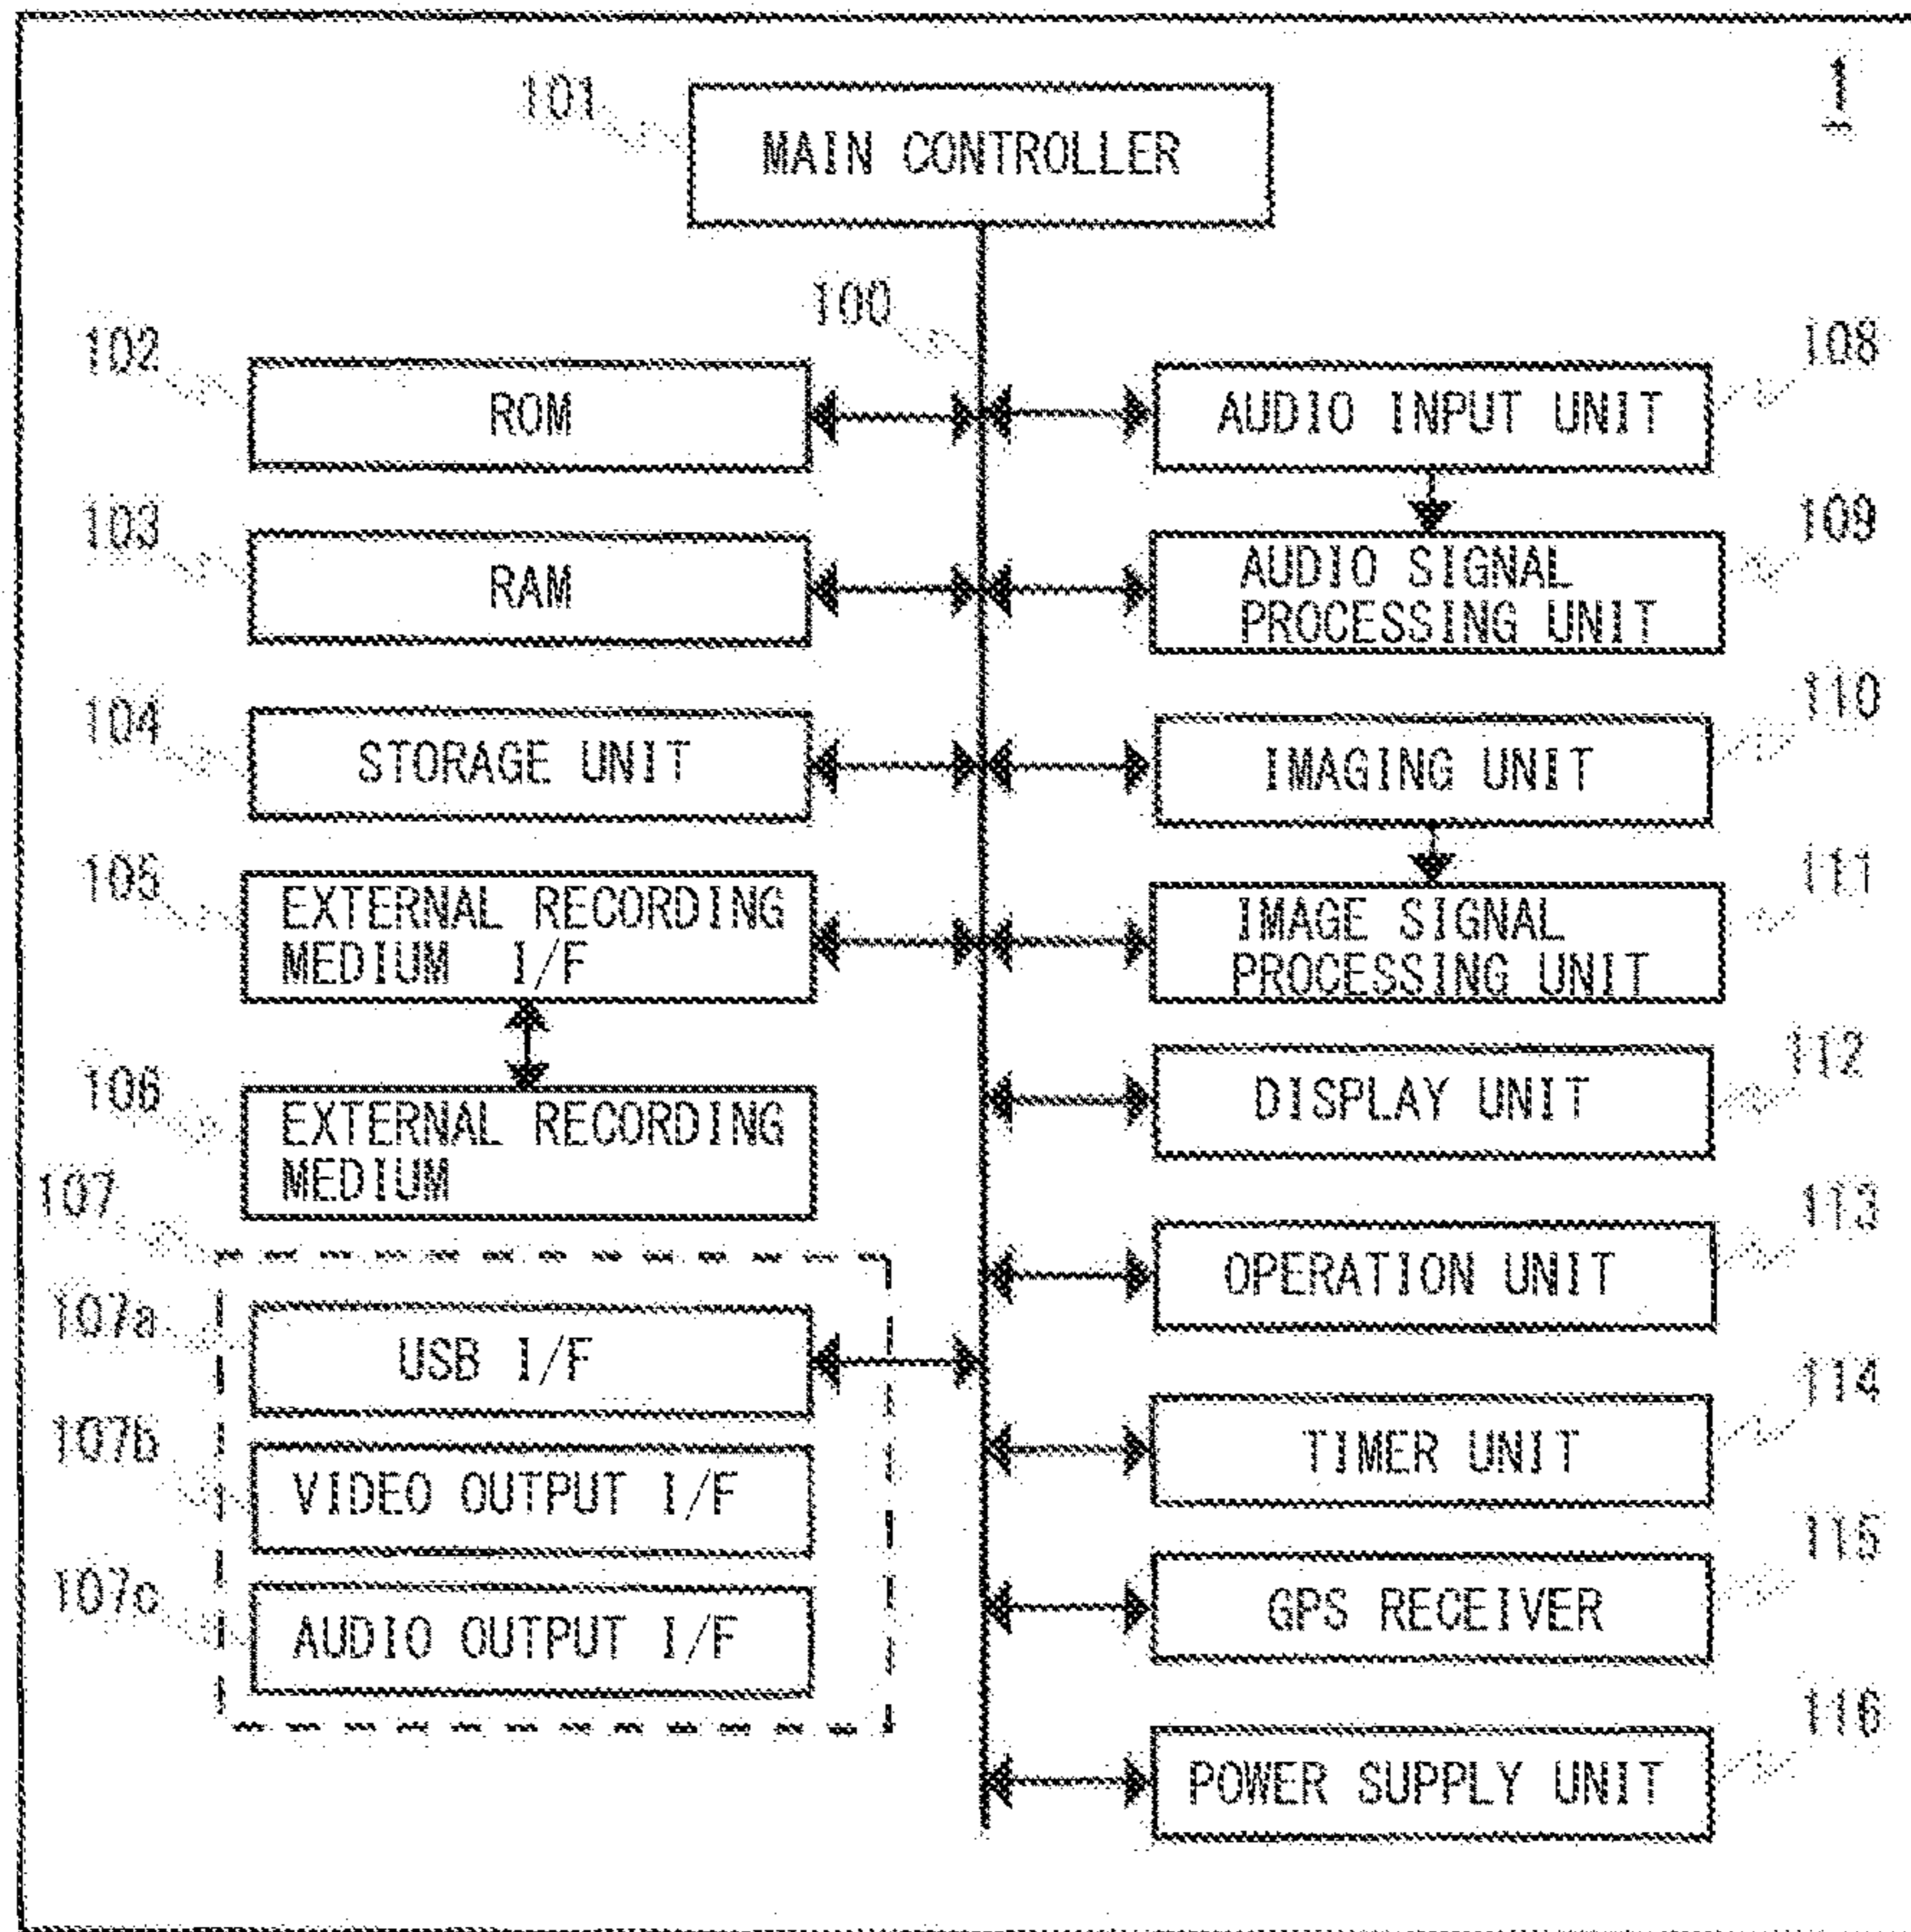 1
101
MAIN CONTROLLER
100
102
ROM
103
RAM
104
STORAGE UNIT
105
EXTERNAL RECORDING
MEDIUM I/F
106
EXTERNAL RECORDING
MEDIUM
107
107a
USB I/F
107b
VIDEO OUTPUT I/F
107c
AUDIO OUTPUT I/F
108
AUDIO INPUT UNIT
109
AUDIO SIGNAL
PROCESSING UNIT
110
IMAGING UNIT
111
IMAGE SIGNAL
PROCESSING UNIT
112
DISPLAY UNIT
113
OPERATION UNIT
114
TIMER UNIT
115
GPS RECEIVER
116
POWER SUPPLY UNIT